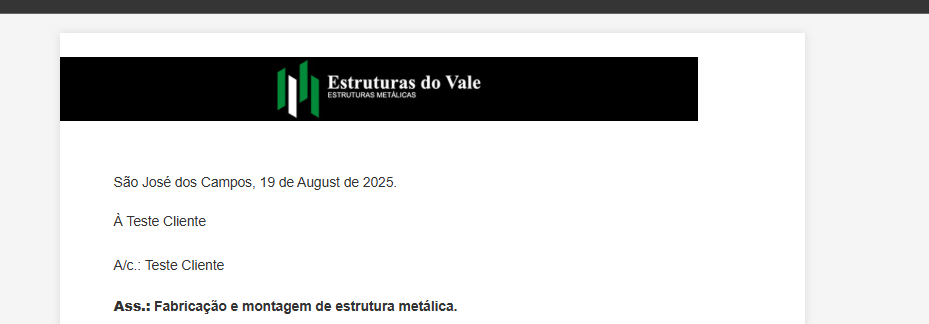 Estruturas do Vale
ESTRUTURAS METÁLICAS
São José dos Campos, 19 de August de 2025.
À Teste Cliente
A/c.: Teste Cliente
Ass.: Fabricação e montagem de estrutura metálica.